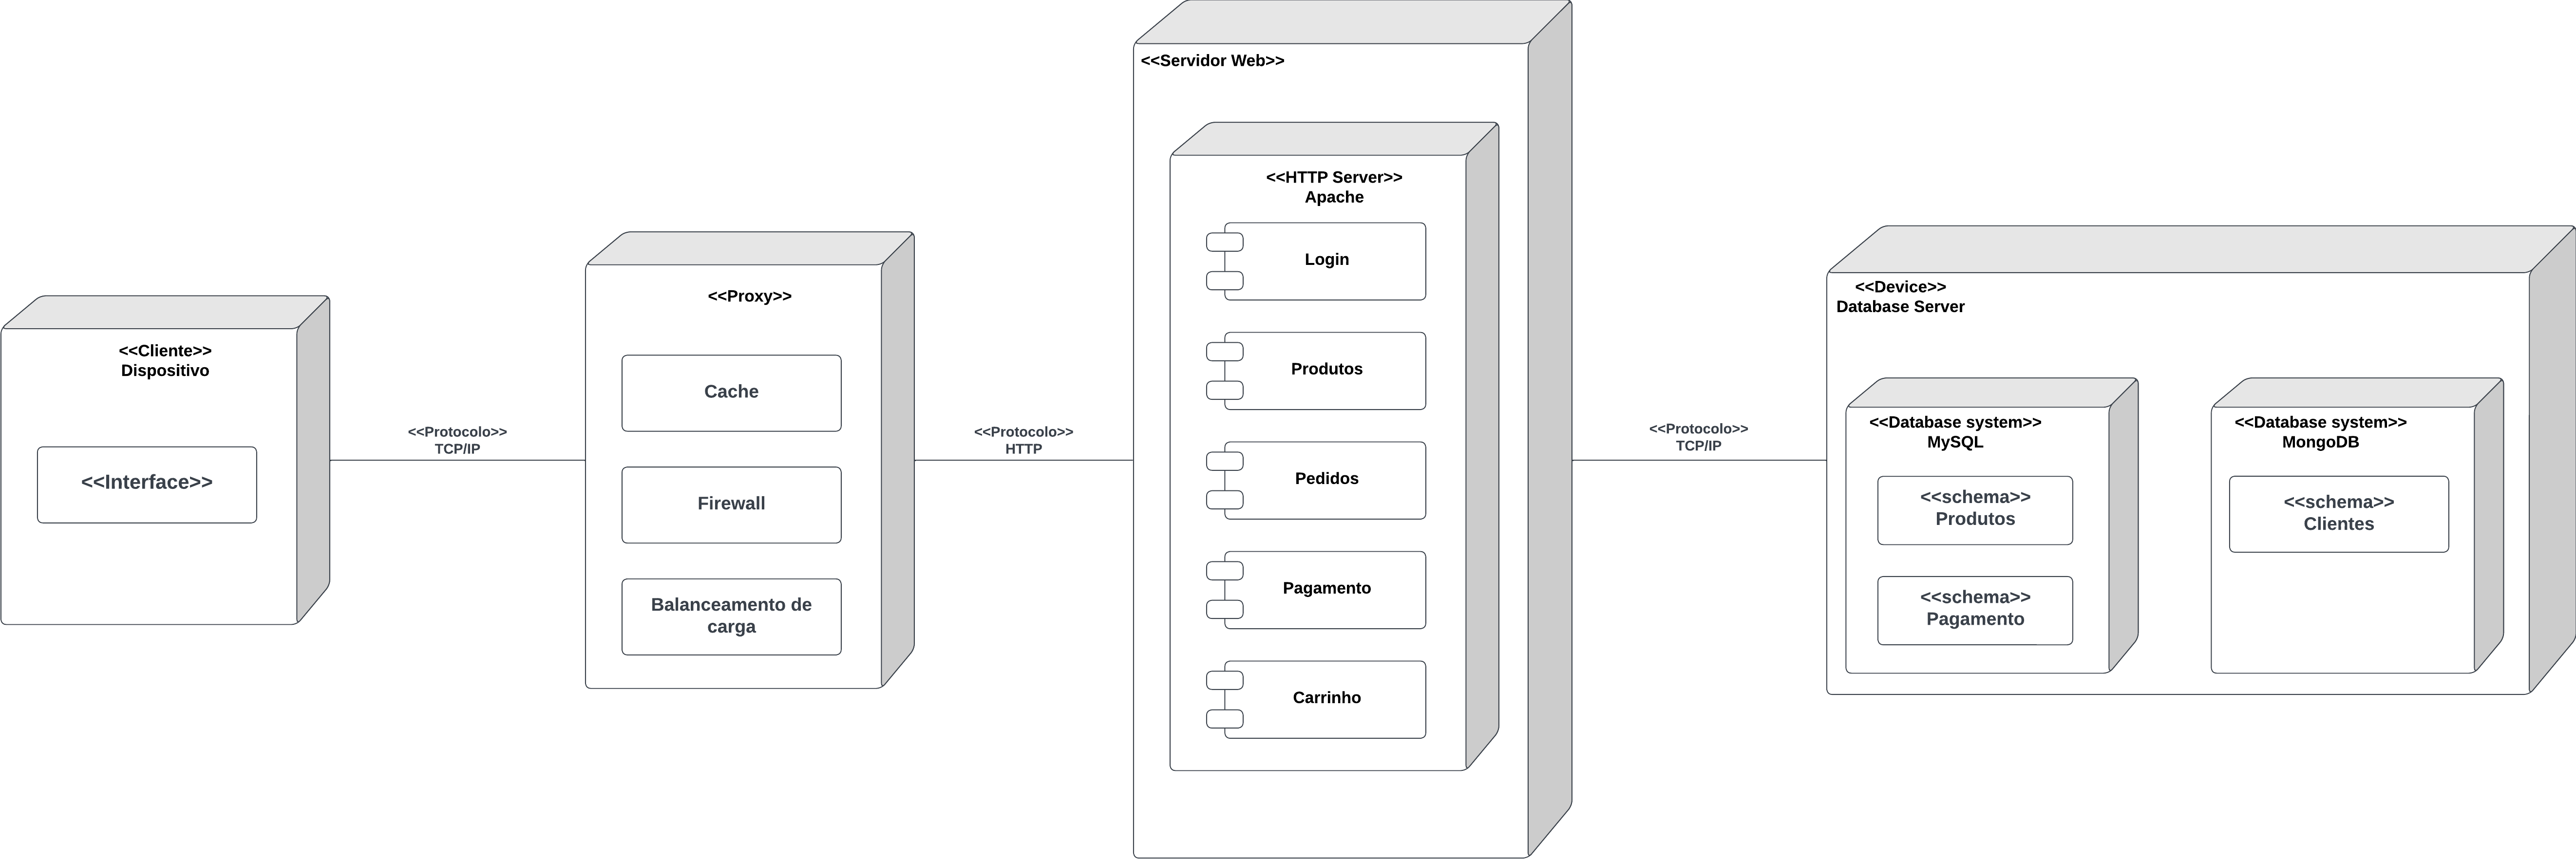 <<Cliente>>
Dispositivo
<<Interface>>
<<Protocolo>>
TCP/IP
<<Proxy>>
Cache
Firewall
Balanceamento de
carga
<<Protocolo>>
HTTP
<<Servidor Web>>
<<HTTP Server>>
Apache
Login
Produtos
Pedidos
Pagamento
Carrinho
<<Protocolo>>
TCP/IP
<<Device>>
Database Server
<<Database system>>
MySQL
<<schema>>
Produtos
<<schema>>
Pagamento
<<Database system>>
MongoDB
<<schema>>
Clientes